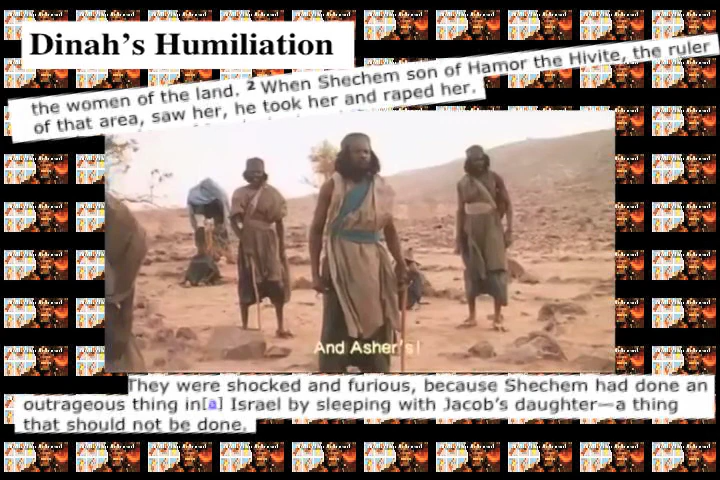 Dinah's Humiliation
the women of the land. 2 When Shechem son of Hamor the Hivite, the ruler
of that area, saw her, he took her and raped her.
And Asher's!
They were shocked and furious, because Shechem had done an
outrageous thing in[a] Israel by sleeping with Jacob's daughter—a thing
that should not be done.